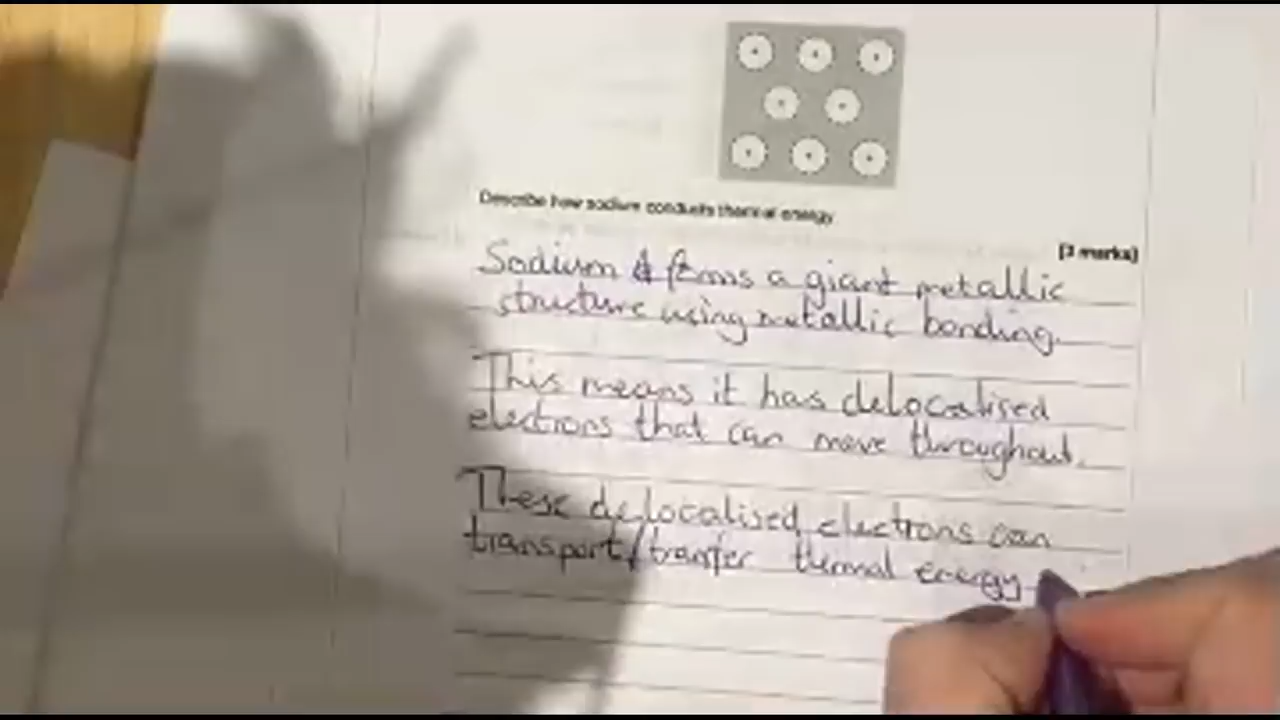 Describe how sodium conducts thermal energy
[3 marks]
Sodium forms a giant metallic
structure using metallic bonding.
This means it has delocalised
electrons that can move throughout.
These delocalised electrons can
transport/tranfer thermal energy